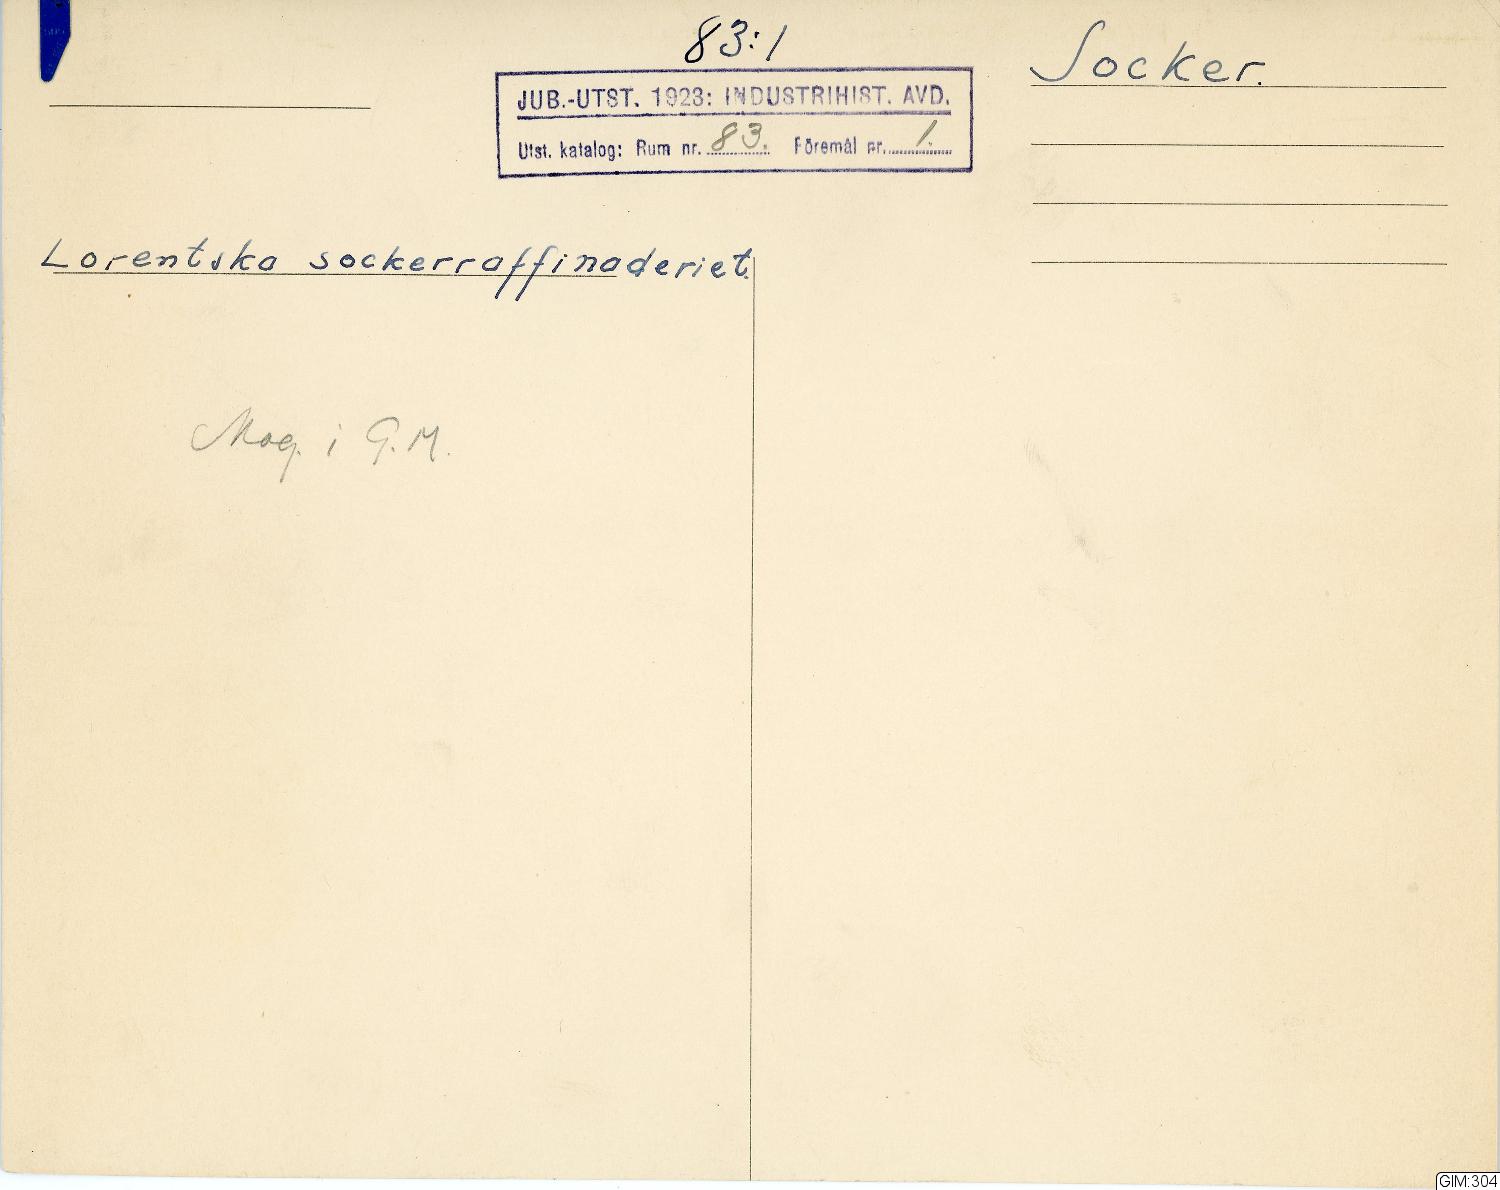 83:1
Socker.
JUB.-UTST. 1923: INDUSTRIHIST. AVD.
Utst. katalog: Rum nr. 83. Föremål nr. 1.
Lorentska sockerraffinaderiet.
Mag. i G.M.
GIM:304